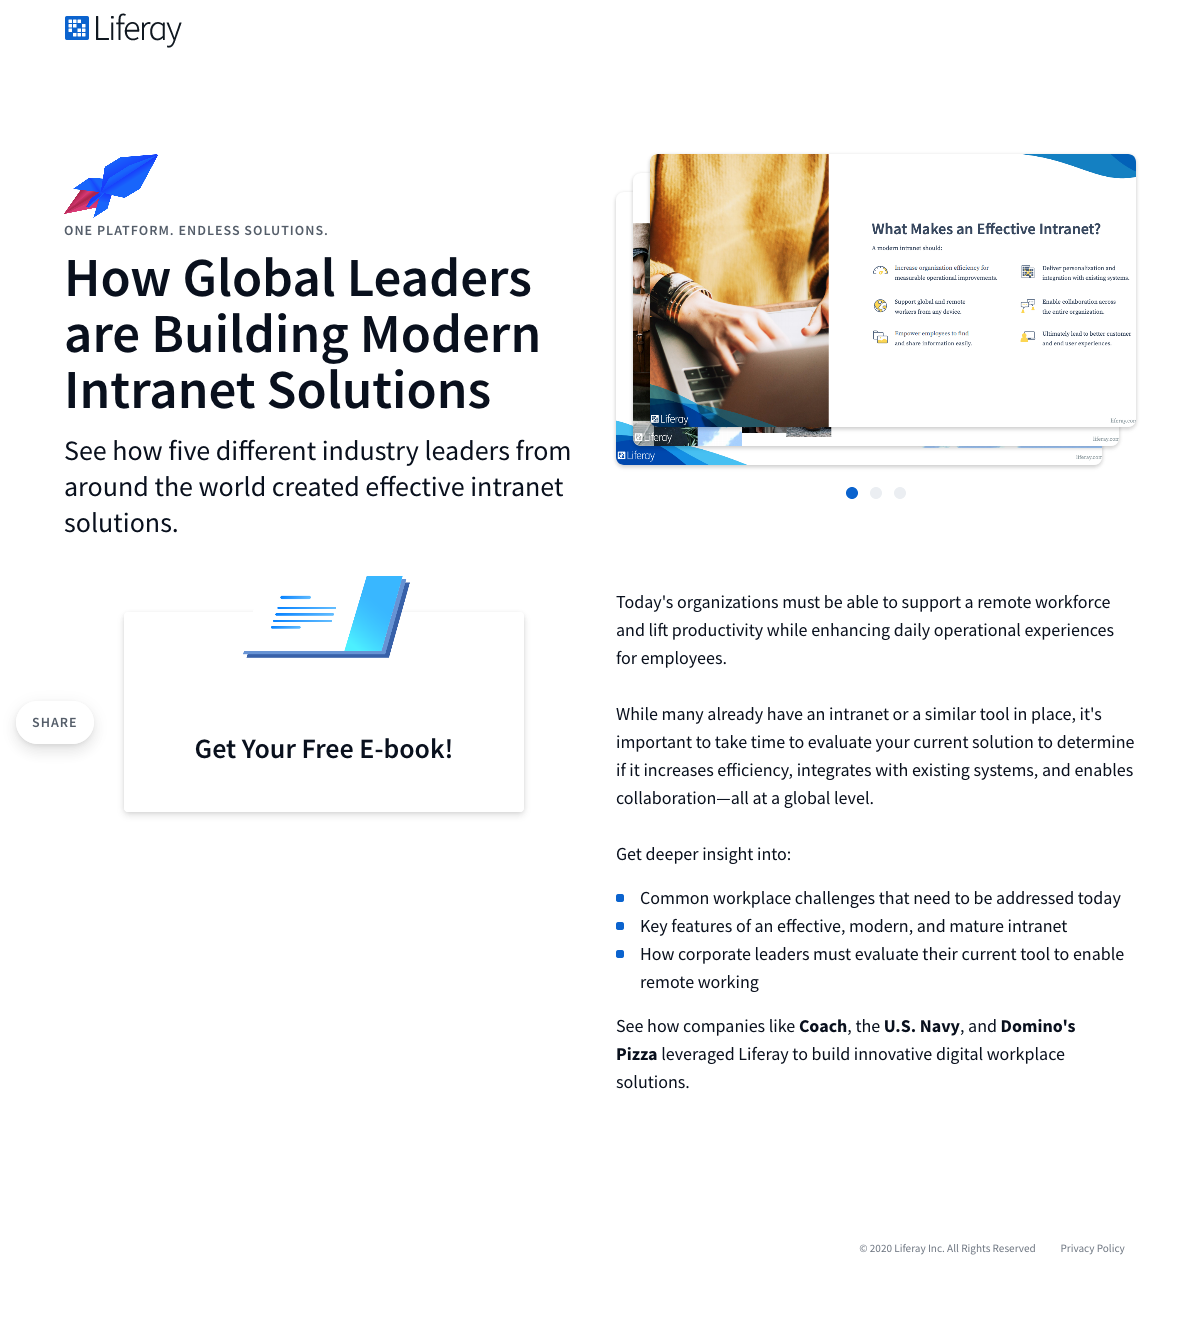 Liferay
ONE PLATFORM. ENDLESS SOLUTIONS.
How Global Leaders
are Building Modern
Intranet Solutions
See how five different industry leaders from
around the world created effective intranet
solutions.
What Makes an Effective Intranet?
A modern intranet should:
Increase organization efficiency for
measurable operational improvements.
Deliver personalization and
integration with existing systems.
Support global and remote
workers from any device.
Enable collaboration across
the entire organization.
Empower employees to find
and share information easily.
Ultimately lead to better customer
and end user experiences.
Liferay
liferay.com
Liferay
liferay.com
Liferay
liferay.com
SHARE
Get Your Free E-book!
Today's organizations must be able to support a remote workforce
and lift productivity while enhancing daily operational experiences
for employees.
While many already have an intranet or a similar tool in place, it's
important to take time to evaluate your current solution to determine
if it increases efficiency, integrates with existing systems, and enables
collaboration—all at a global level.
Get deeper insight into:
Common workplace challenges that need to be addressed today
Key features of an effective, modern, and mature intranet
How corporate leaders must evaluate their current tool to enable
remote working
See how companies like Coach, the U.S. Navy, and Domino's
Pizza leveraged Liferay to build innovative digital workplace
solutions.
© 2020 Liferay Inc. All Rights Reserved
Privacy Policy